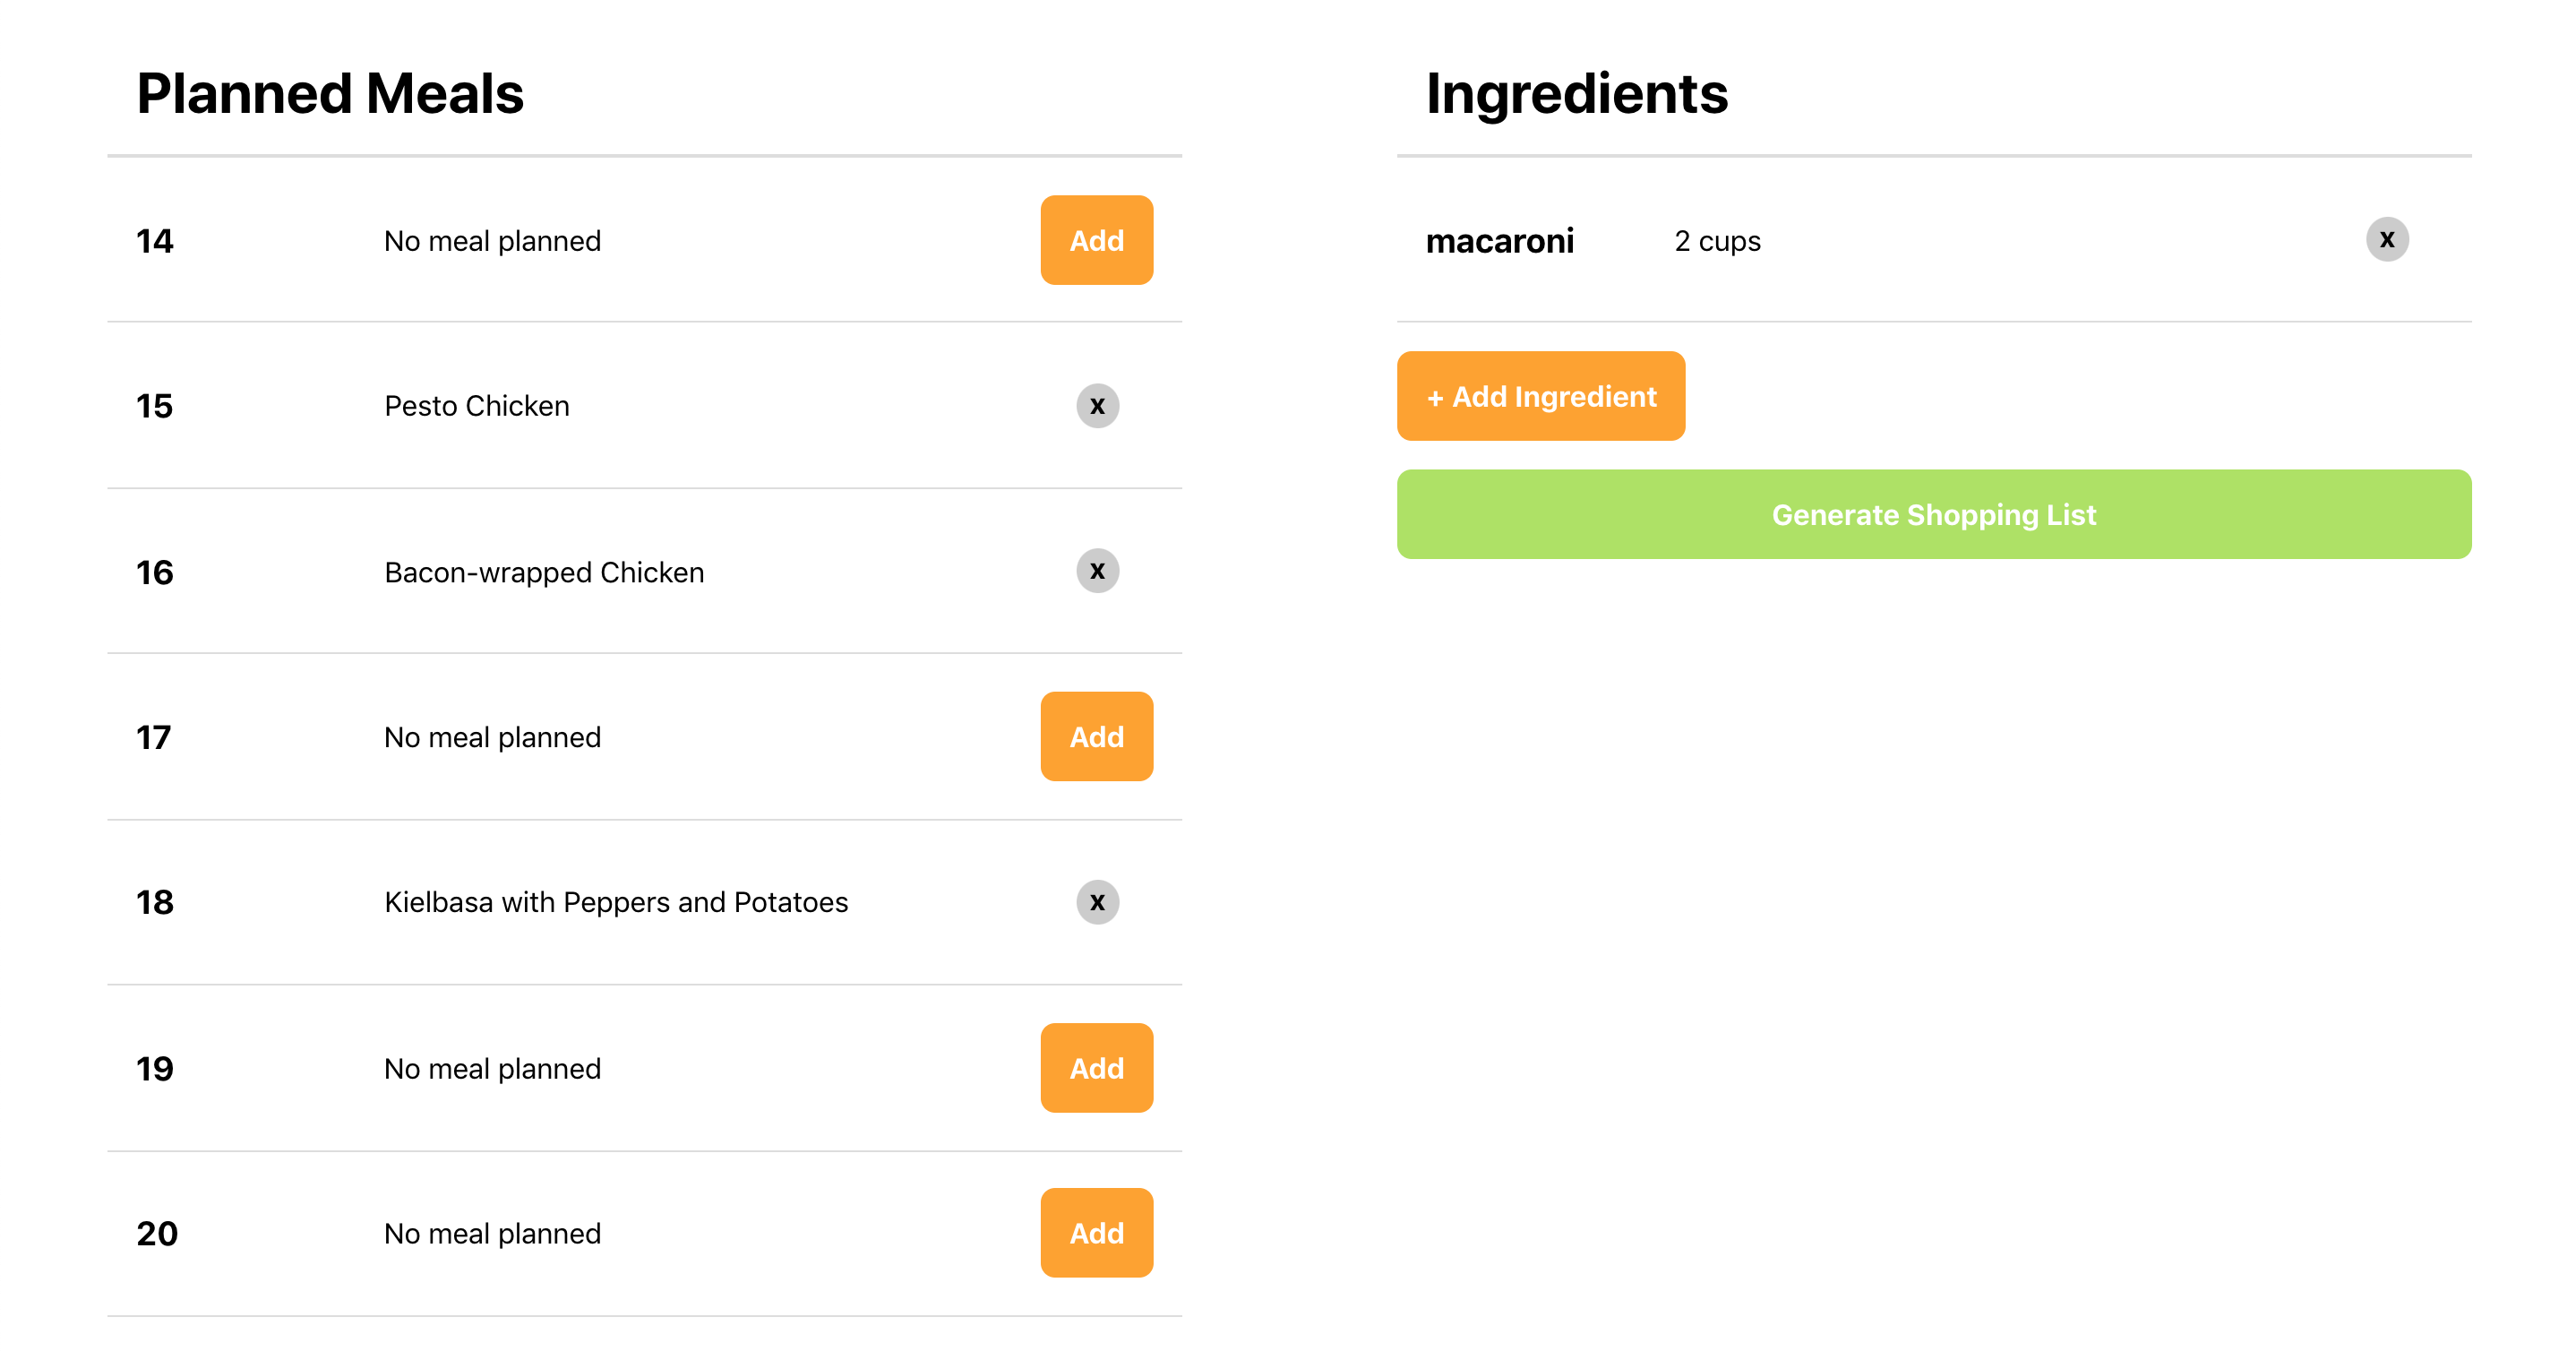 Planned Meals
14 No meal planned Add
15 Pesto Chicken x
16 Bacon-wrapped Chicken x
17 No meal planned Add
18 Kielbasa with Peppers and Potatoes x
19 No meal planned Add
20 No meal planned Add
Ingredients
macaroni 2 cups x
+ Add Ingredient
Generate Shopping List